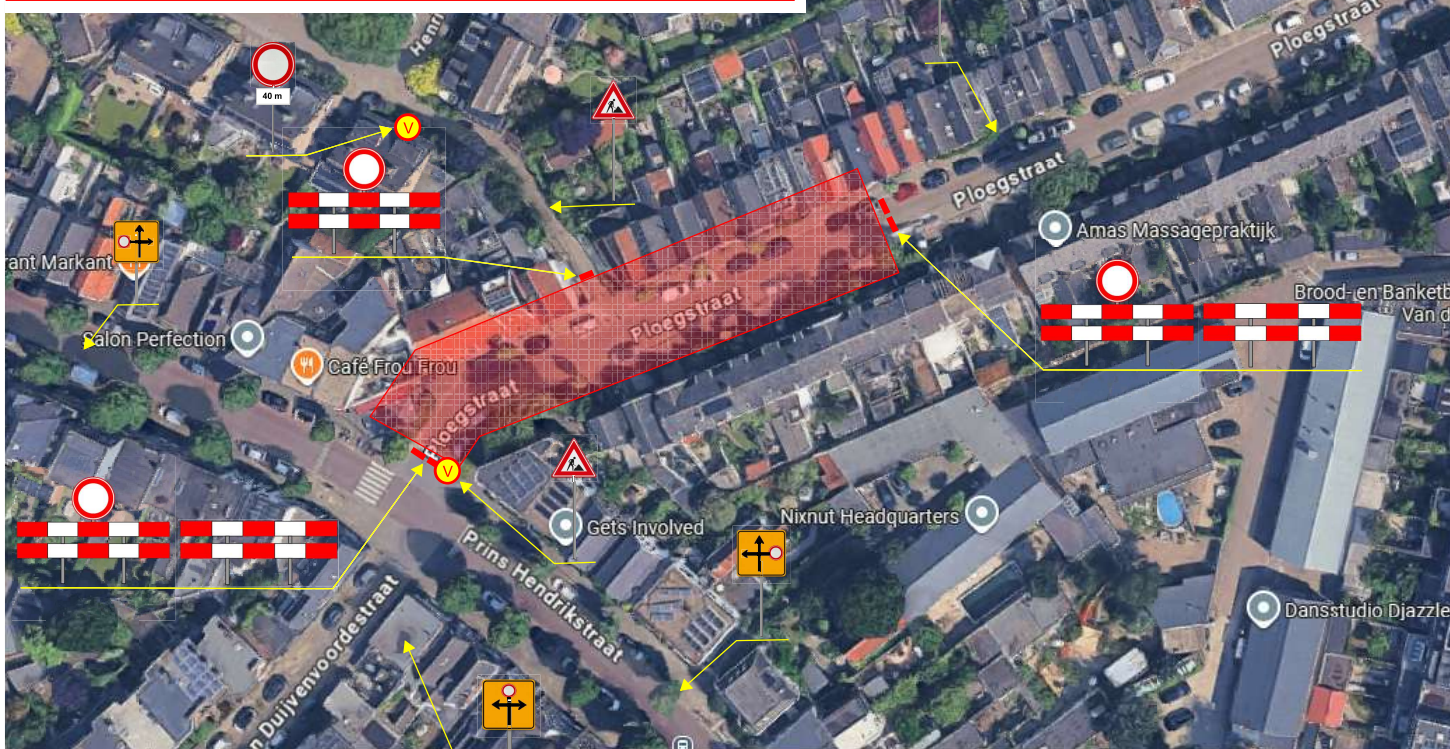 Ploegstraat
Henri
40 m
V
Ploegstraat
Amas Massagepraktijk
rant Markant
Brood- en Banketb
Van d
Ploegstraat
Salon Perfection
Café Frou Frou
Ploegstraat
V
Gets Involved
Nixnut Headquarters
Prins Hendrikstraat
n Duijvenvoordestraat
Dansstudio Djazzle